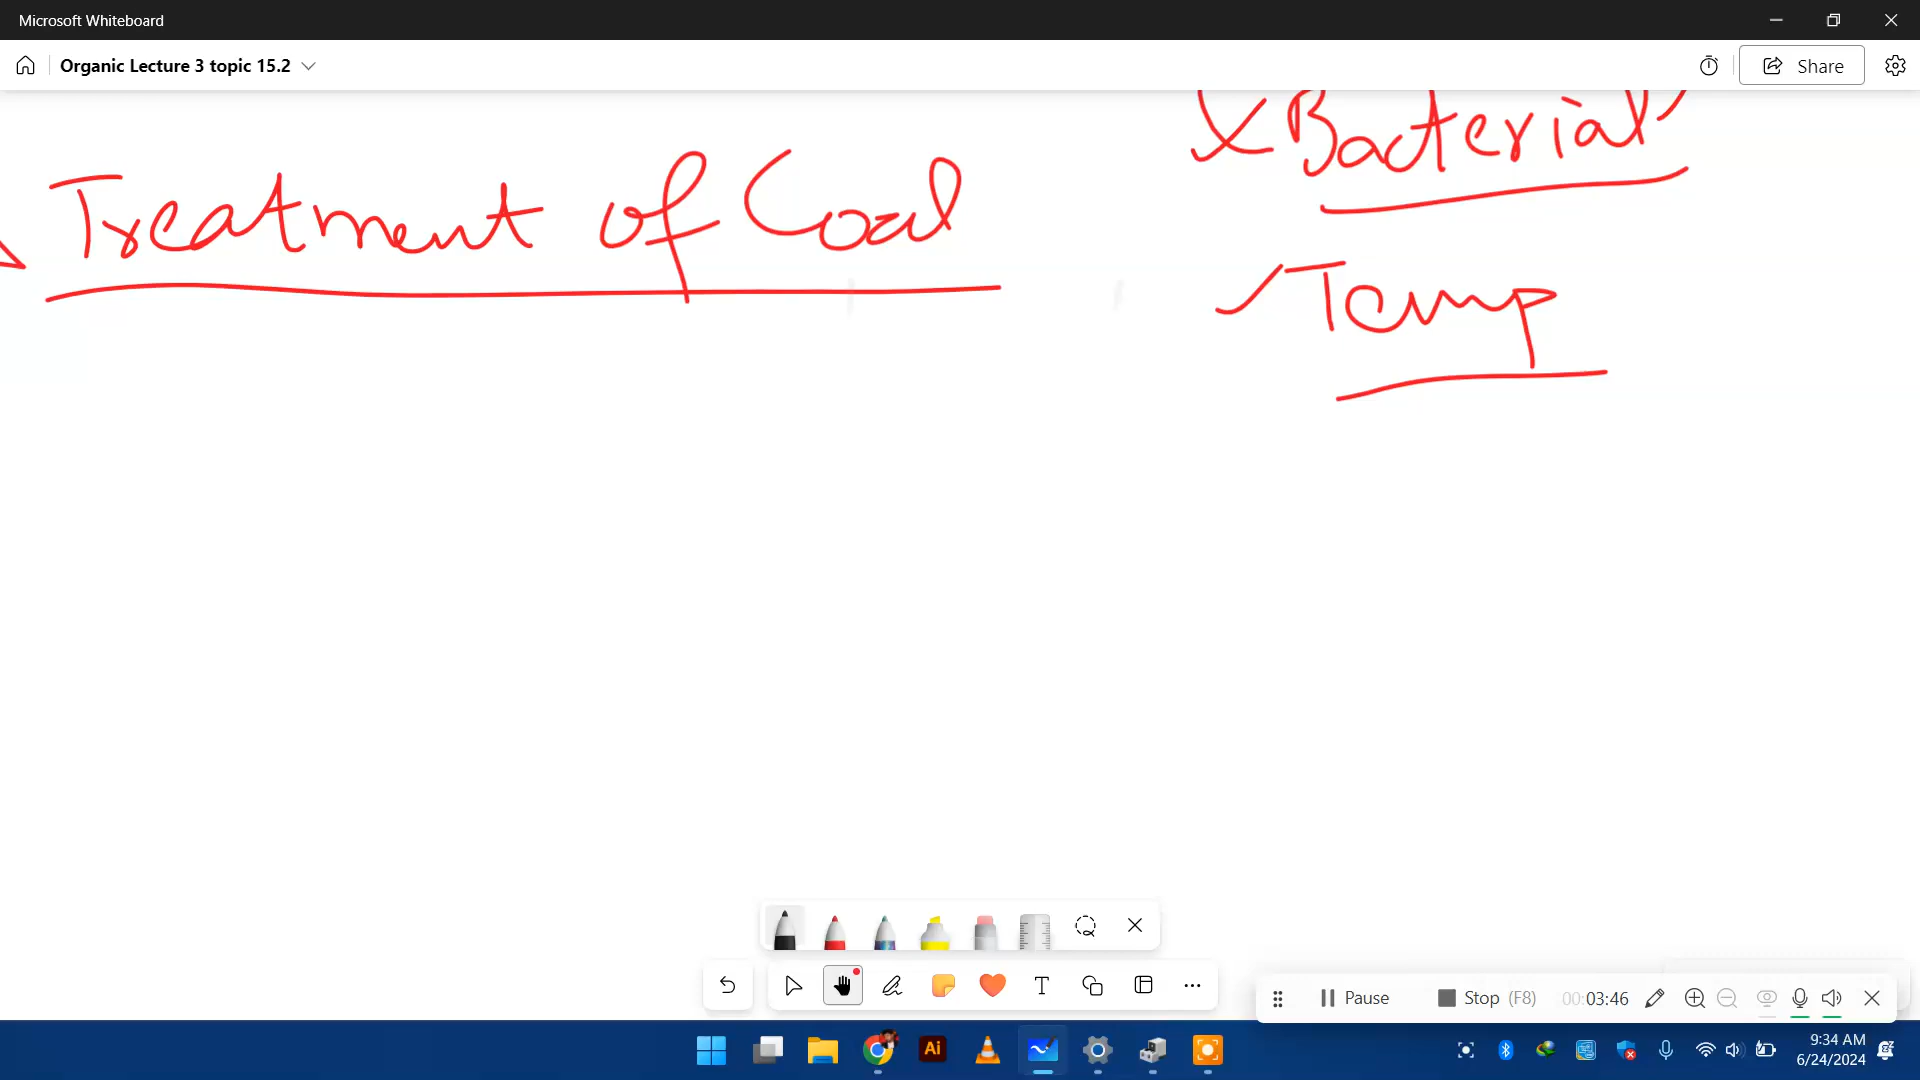 Microsoft Whiteboard
Organic Lecture 3 topic 15.2
Share
Bacterial
Treatment of Coal
Temp
T
Pause
Stop (F8)
00:03:46
Ai
9:34 AM
6/24/2024